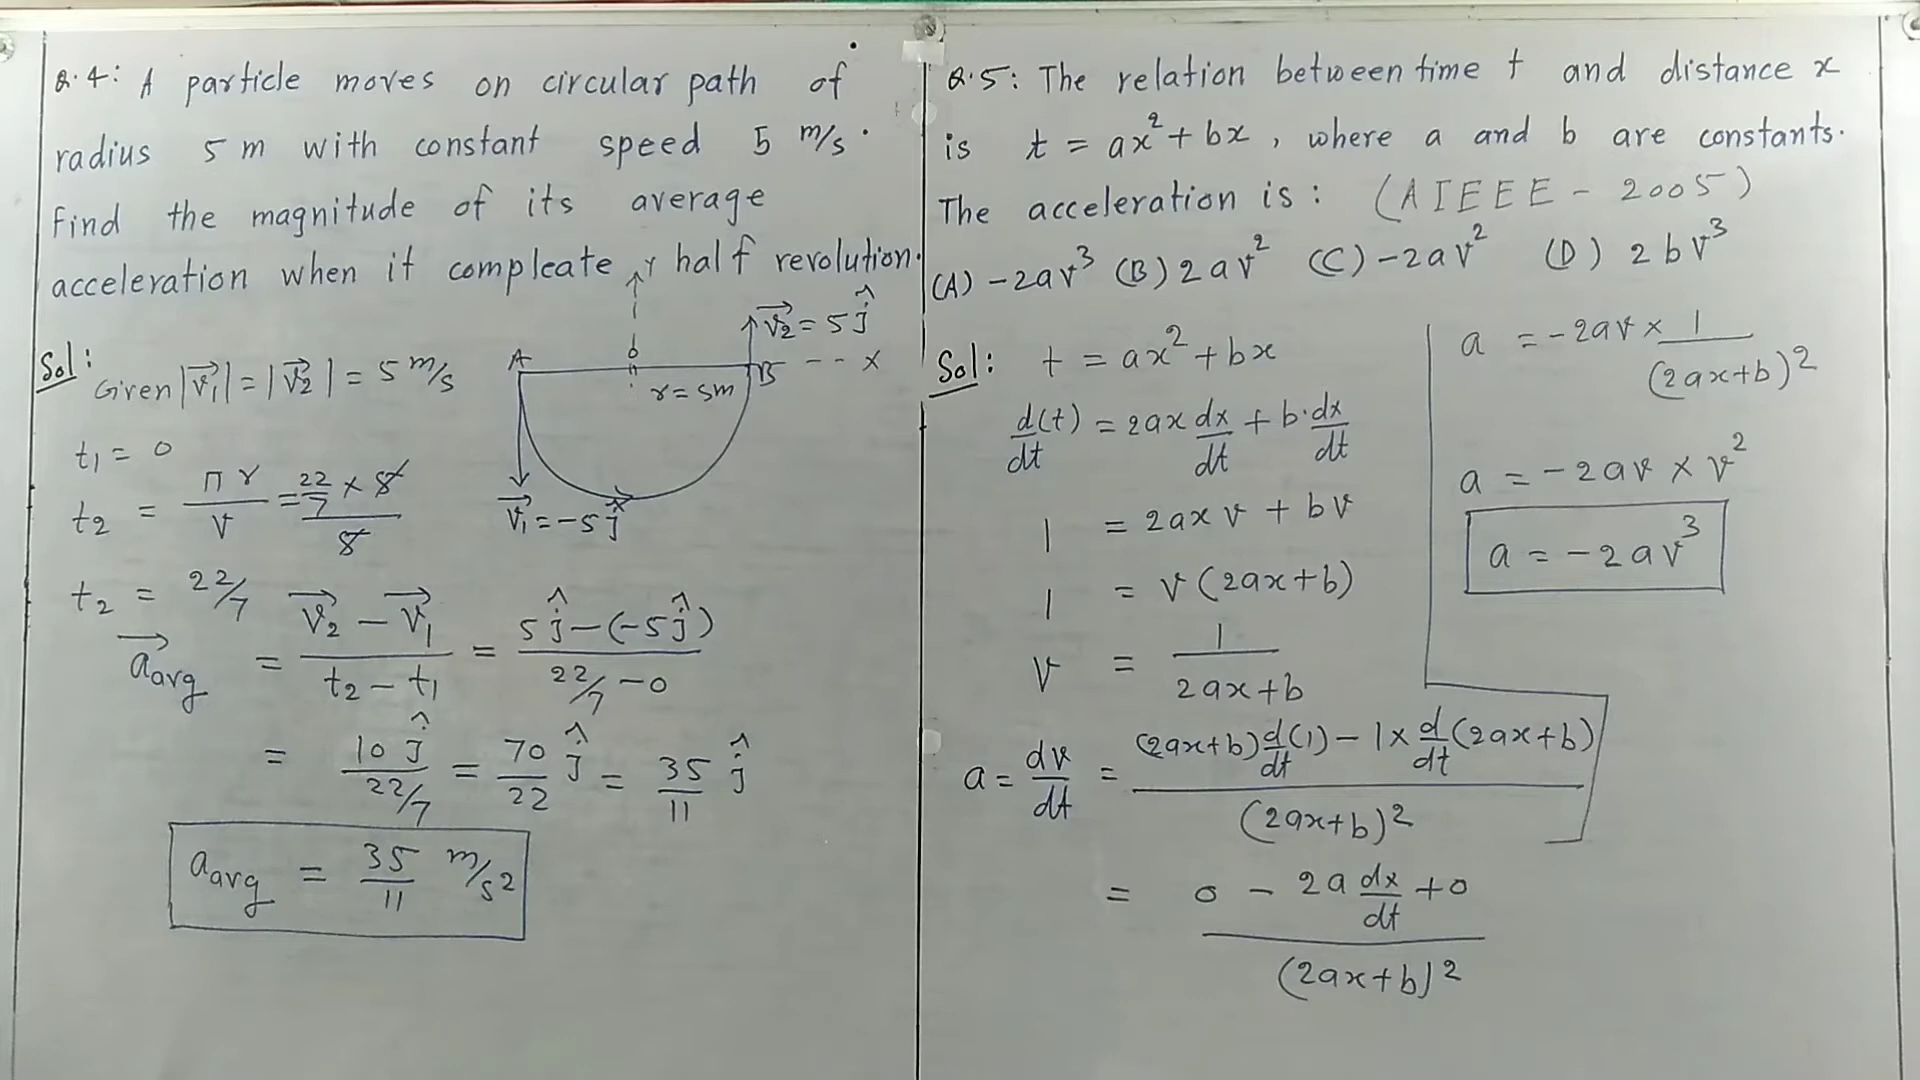 Q.4: A particle moves on circular path of
radius 5 m with constant speed 5 m/s.
Find the magnitude of its average
acceleration when it compleate half revolution.
Y
Sol:
Given |v⃗₁| = |v⃗₂| = 5 m/s
A
O
B -- X
r = 5m
v⃗₂ = 5ĵ
v⃗₁ = -5ĵ
t₁ = 0
t₂ = πr/v = 22/7 × 5 / 5
t₂ = 22/7
a⃗arg = (v⃗₂ - v⃗₁)/(t₂ - t₁) = (5ĵ - (-5ĵ))/(22/7 - 0)
= 10ĵ/(22/7) = 70/22 ĵ = 35/11 ĵ
aarg = 35/11 m/s²
Q.5: The relation between time t and distance x
is t = ax² + bx, where a and b are constants.
The acceleration is: (AIEEE - 2005)
(A) -2av³ (B) 2av² (C) -2av² (D) 2bv³
Sol: t = ax² + bx
d(t)/dt = 2ax dx/dt + b·dx/dt
1 = 2axv + bv
1 = v(2ax+b)
v = 1/(2ax+b)
a = dv/dt = ((2ax+b) d/dt(1) - 1× d/dt(2ax+b))/(2ax+b)²
= (0 - 2a dx/dt + 0)/(2ax+b)²
a = -2av × 1/(2ax+b)²
a = -2av × v²
a = -2av³